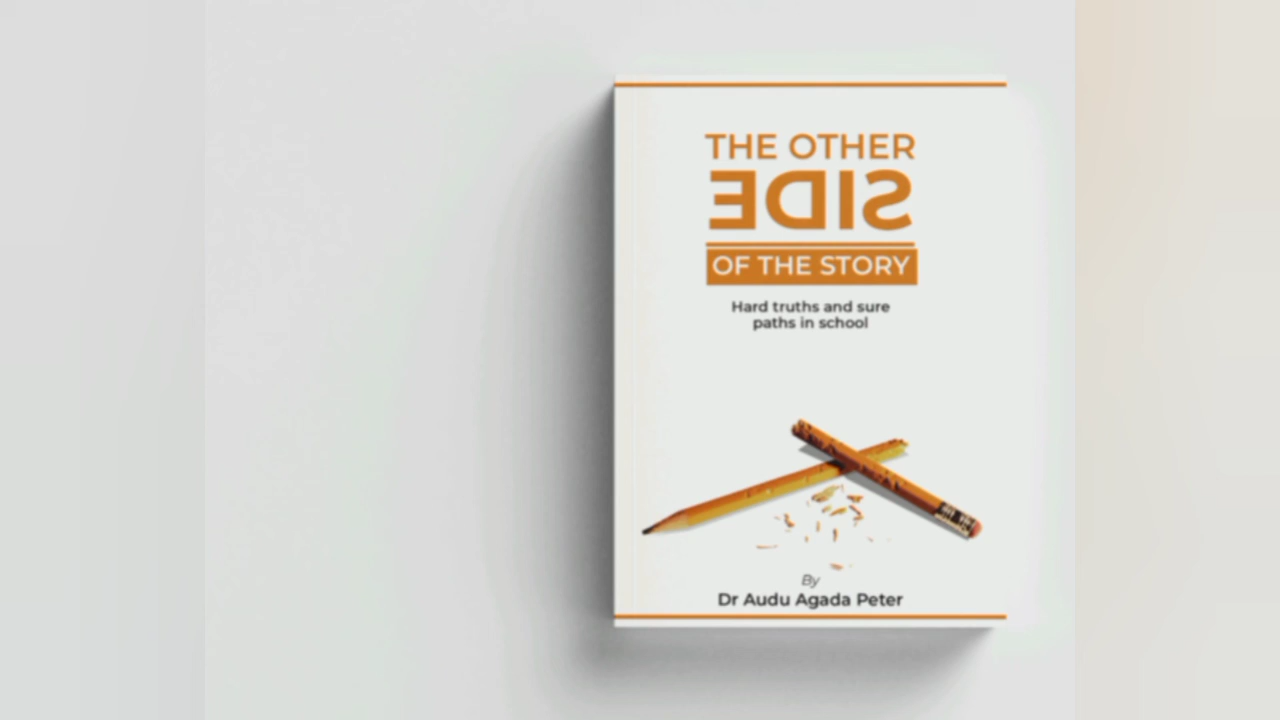 THE OTHER
SIDE
OF THE STORY
Hard truths and sure
paths in school
By
Dr Audu Agada Peter